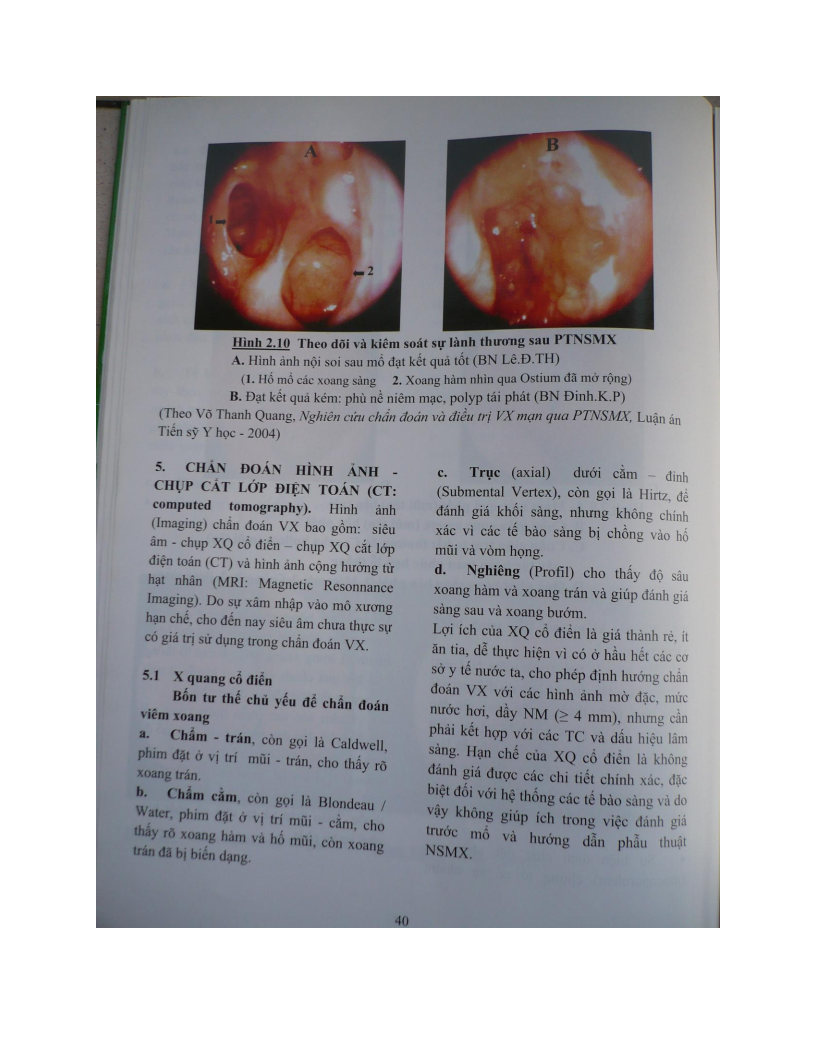 A
B
1
2
Hình 2.10 Theo dõi và kiêm soát sự lành thương sau PTNSMX
A. Hình ảnh nội soi sau mổ đạt kết quả tốt (BN Lê.Đ.TH)
(1. Hố mổ các xoang sàng 2. Xoang hàm nhìn qua Ostium đã mở rộng)
B. Đạt kết quả kém: phù nề niêm mạc, polyp tái phát (BN Đinh.K.P)
(Theo Võ Thanh Quang, Nghiên cứu chẩn đoán và điều trị VX mạn qua PTNSMX, Luận án
Tiến sỹ Y học - 2004)
5. CHẨN ĐOÁN HÌNH ẢNH -
CHỤP CẮT LỚP ĐIỆN TOÁN (CT:
computed tomography). Hình ảnh
(Imaging) chẩn đoán VX bao gồm: siêu
âm - chụp XQ cổ điển – chụp XQ cắt lớp
điện toán (CT) và hình ảnh cộng hưởng từ
hạt nhân (MRI: Magnetic Resonnance
Imaging). Do sự xâm nhập vào mô xương
hạn chế, cho đến nay siêu âm chưa thực sự
có giá trị sử dụng trong chẩn đoán VX.
5.1 X quang cổ điển
Bốn tư thế chủ yếu để chẩn đoán
viêm xoang
a. Chẩm - trán, còn gọi là Caldwell,
phim đặt ở vị trí mũi - trán, cho thấy rõ
xoang trán.
b. Chẩm cằm, còn gọi là Blondeau /
Water, phim đặt ở vị trí mũi - cằm, cho
thấy rõ xoang hàm và hố mũi, còn xoang
trán đã bị biến dạng.
c. Trục (axial) dưới cằm – đỉnh
(Submental Vertex), còn gọi là Hirtz, để
đánh giá khối sàng, nhưng không chính
xác vì các tế bào sàng bị chồng vào hố
mũi và vòm họng.
d. Nghiêng (Profil) cho thấy độ sâu
xoang hàm và xoang trán và giúp đánh giá
sàng sau và xoang bướm.
Lợi ích của XQ cổ điển là giá thành rẻ, ít
ăn tia, dễ thực hiện vì có ở hầu hết các cơ
sở y tế nước ta, cho phép định hướng chẩn
đoán VX với các hình ảnh mờ đặc, mức
nước hơi, dầy NM (≥ 4 mm), nhưng cần
phải kết hợp với các TC và dấu hiệu lâm
sàng. Hạn chế của XQ cổ điển là không
đánh giá được các chi tiết chính xác, đặc
biệt đối với hệ thống các tế bào sàng và do
vậy không giúp ích trong việc đánh giá
trước mổ và hướng dẫn phẫu thuật
NSMX.
40